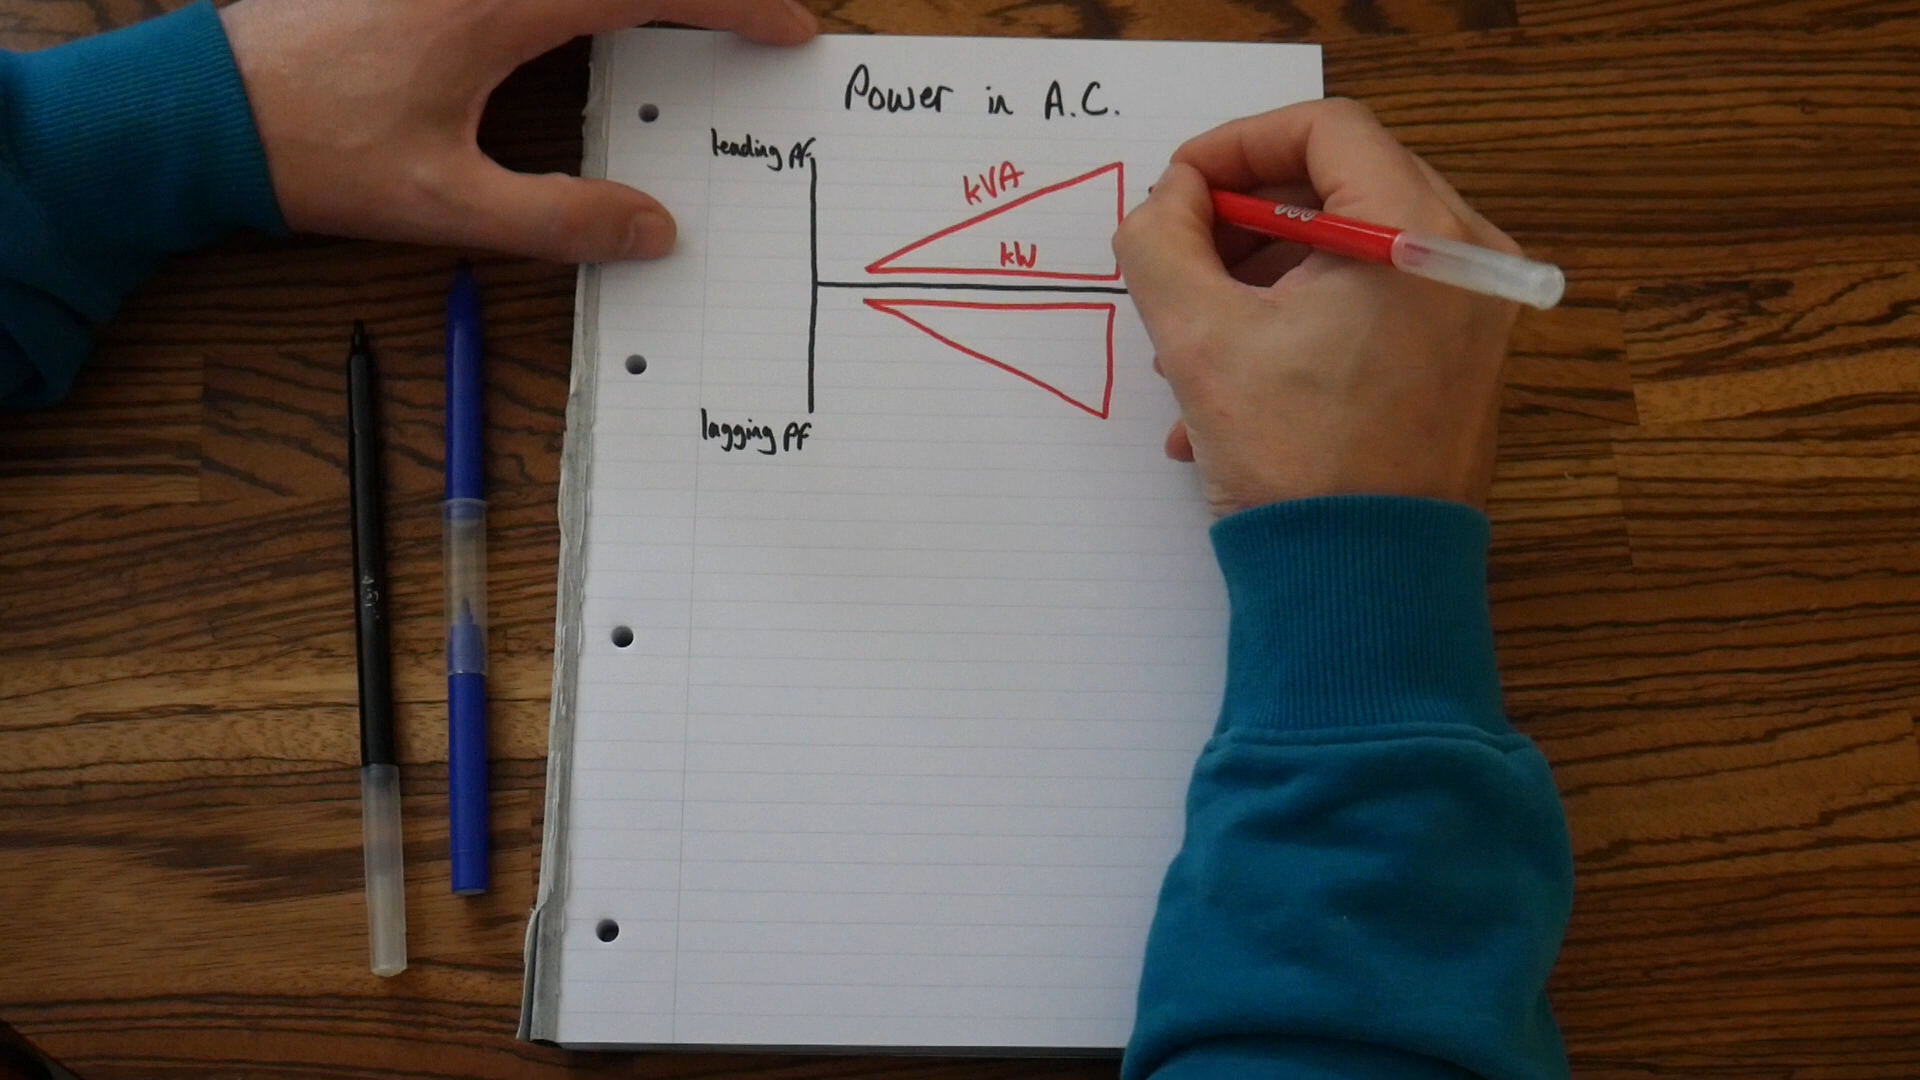 Power in A.C.
leading PF
kVA
kW
lagging PF